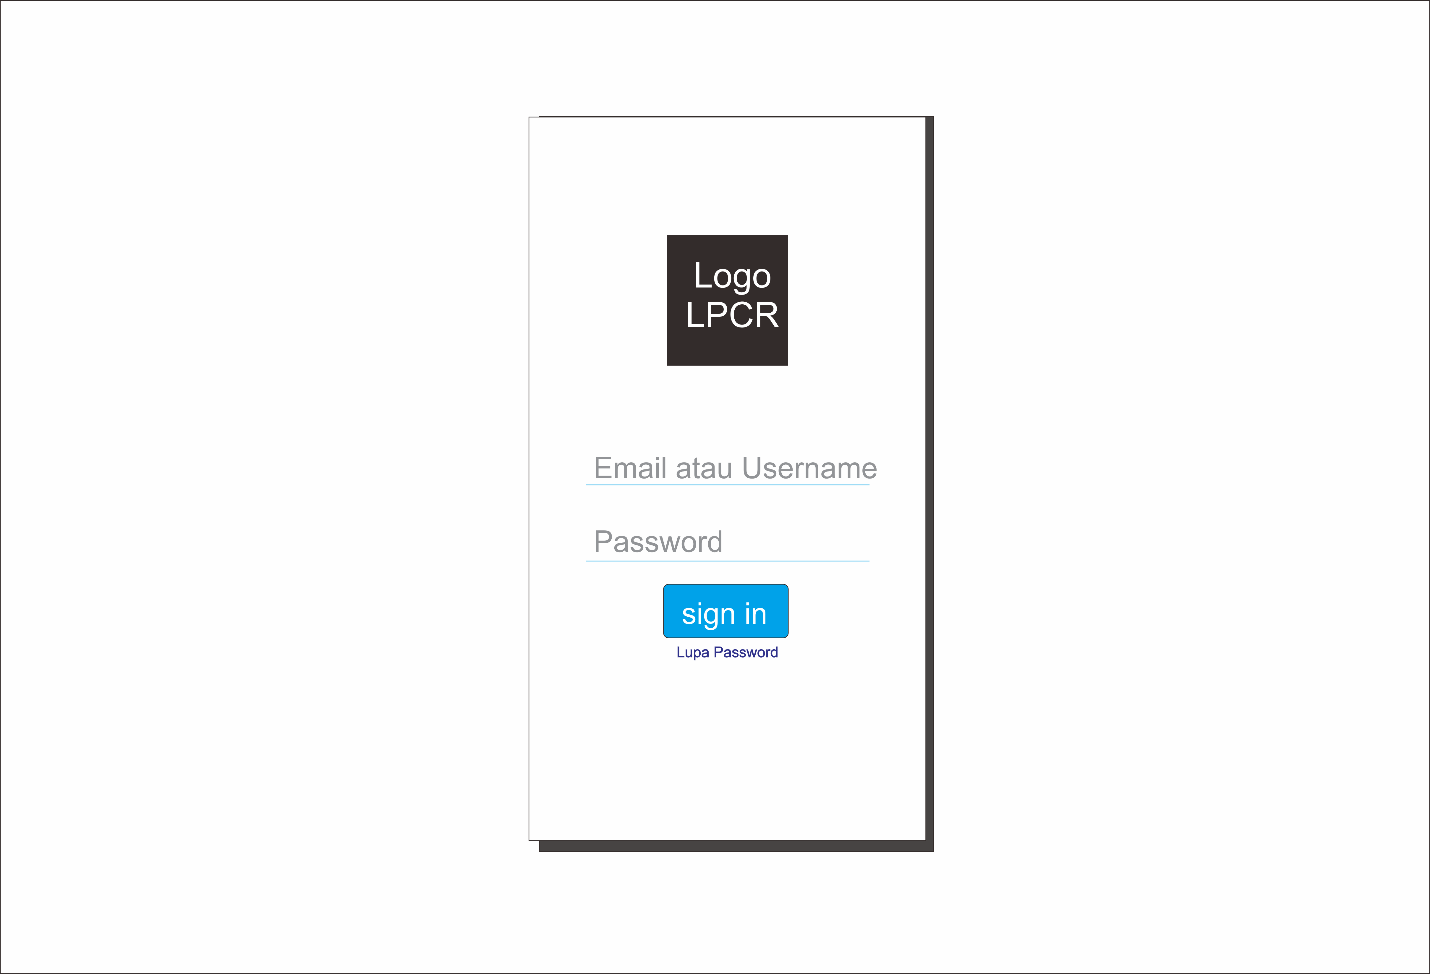 Logo
LPCR
Email atau Username
Password
sign in
Lupa Password